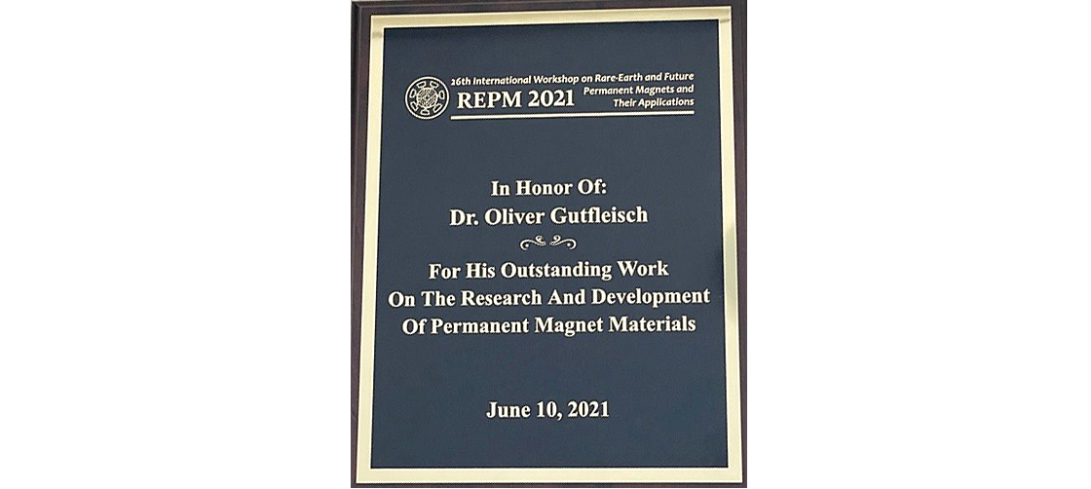 26th International Workshop on Rare-Earth and Future
REPM 2021 Permanent Magnets and
Their Applications
In Honor Of:
Dr. Oliver Gutfleisch
For His Outstanding Work
On The Research And Development
Of Permanent Magnet Materials
June 10, 2021